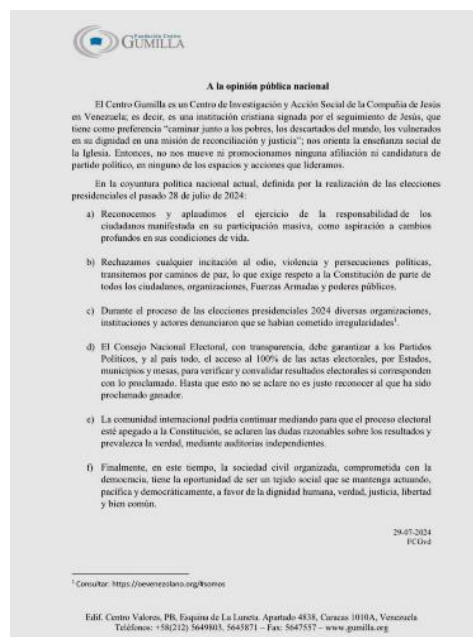 Fundación Centro
GUMILLA
A la opinión pública nacional
El Centro Gumilla es un Centro de Investigación y Acción Social de la Compañía de Jesús
en Venezuela; es decir, es una institución cristiana signada por el seguimiento de Jesús, que
tiene como preferencia “caminar junto a los pobres, los descartados del mundo, los vulnerados
en su dignidad en una misión de reconciliación y justicia”; nos orienta la enseñanza social de
la Iglesia. Entonces, no nos mueve ni promocionamos ninguna afiliación ni candidatura de
partido político, en ninguno de los espacios y acciones que lideramos.
En la coyuntura política nacional actual, definida por la realización de las elecciones
presidenciales el pasado 28 de julio de 2024:
a) Reconocemos y aplaudimos el ejercicio de la responsabilidad de los
ciudadanos manifestada en su participación masiva, como aspiración a cambios
profundos en sus condiciones de vida.
b) Rechazamos cualquier incitación al odio, violencia y persecuciones políticas,
transitemos por caminos de paz, lo que exige respeto a la Constitución de parte de
todos los ciudadanos, organizaciones, Fuerzas Armadas y poderes públicos.
c) Durante el proceso de las elecciones presidenciales 2024 diversas organizaciones,
instituciones y actores denunciaron que se habían cometido irregularidades¹.
d) El Consejo Nacional Electoral, con transparencia, debe garantizar a los Partidos
Políticos, y al país todo, el acceso al 100% de las actas electorales, por Estados,
municipios y mesas, para verificar y convalidar resultados electorales si corresponden
con lo proclamado. Hasta que esto no se aclare no es justo reconocer al que ha sido
proclamado ganador.
e) La comunidad internacional podría continuar mediando para que el proceso electoral
esté apegado a la Constitución, se aclaren las dudas razonables sobre los resultados y
prevalezca la verdad, mediante auditorías independientes.
f) Finalmente, en este tiempo, la sociedad civil organizada, comprometida con la
democracia, tiene la oportunidad de ser un tejido social que se mantenga actuando,
pacífica y democráticamente, a favor de la dignidad humana, verdad, justicia, libertad
y bien común.
29-07-2024
FCGvd
¹ Consultar: https://oevenezolano.org/#somos
Edif. Centro Valores, PB, Esquina de La Luneta. Apartado 4838, Caracas 1010A, Venezuela
Teléfonos: +58(212) 5649803, 5645871 – Fax: 5647557 – www.gumilla.org